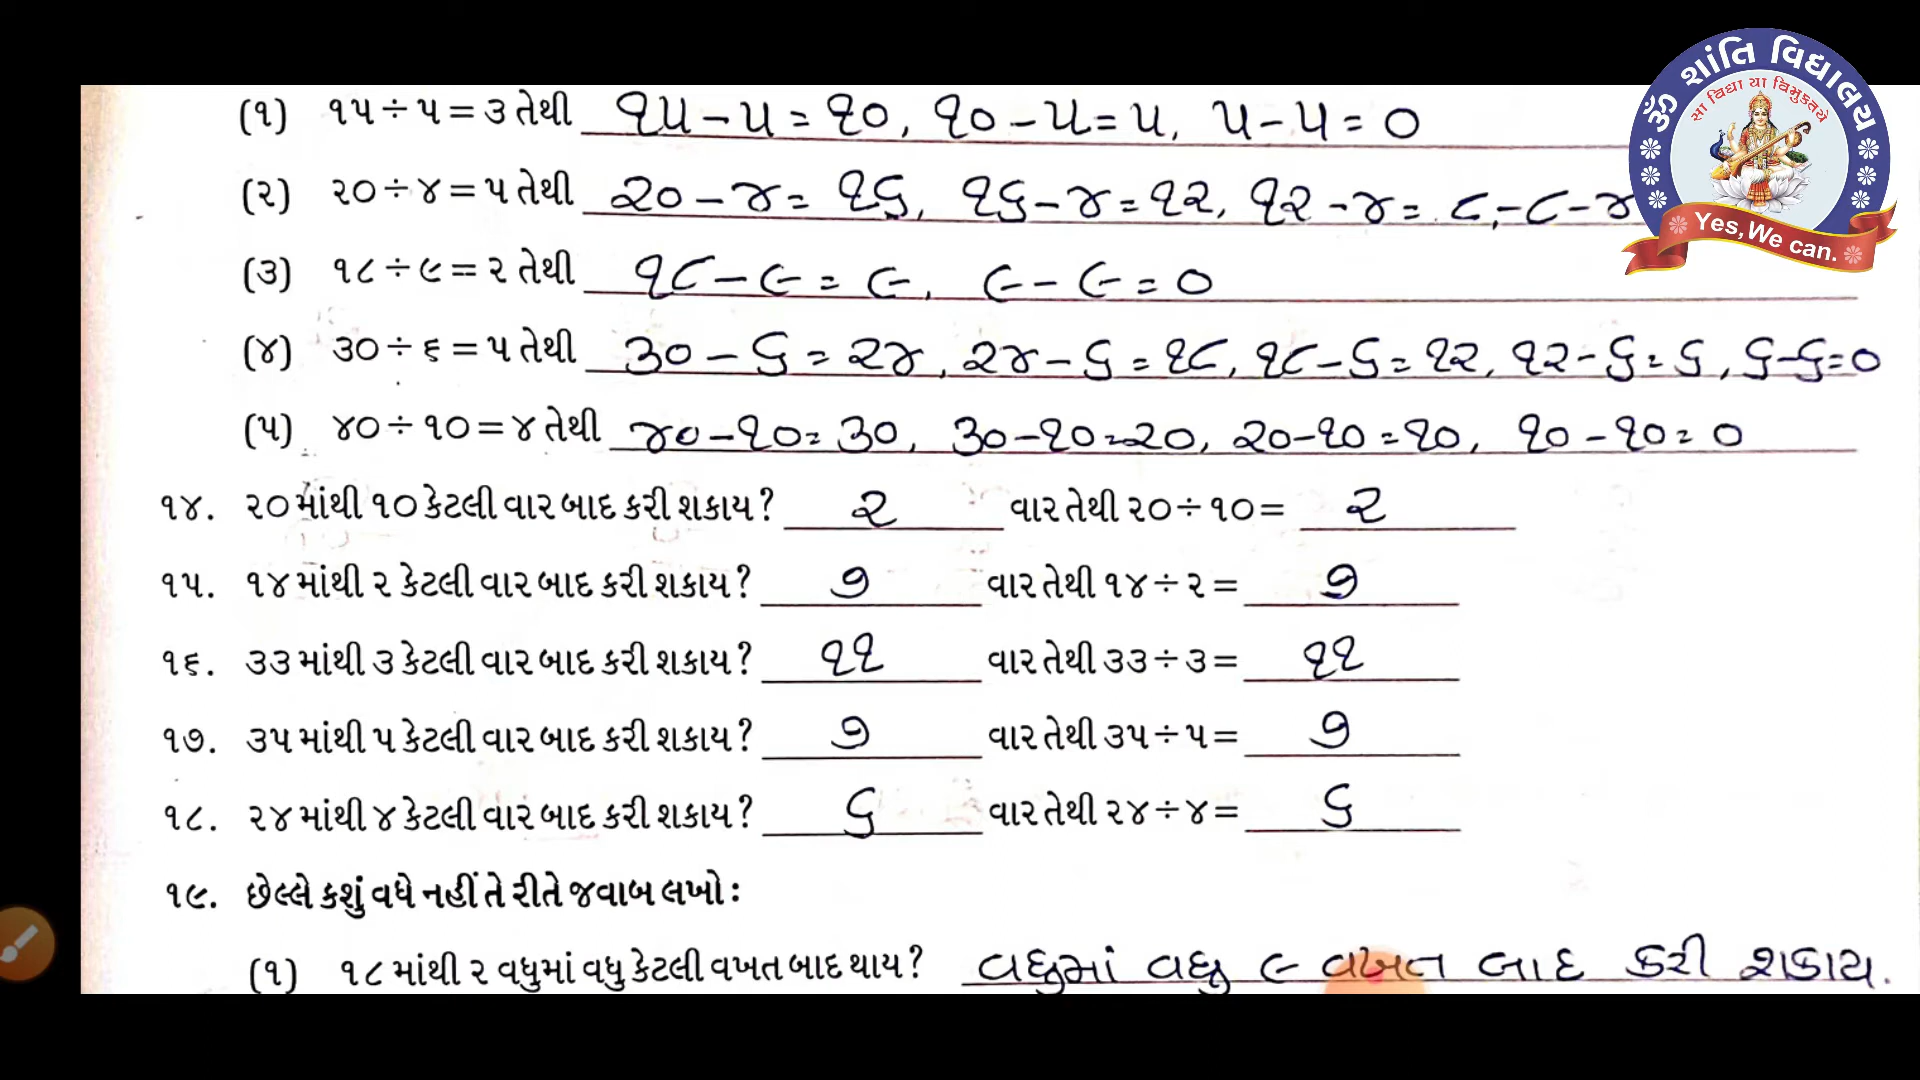 (૧) ૧૫ ÷ ૫ = ૩ તેથી ૧૫ - ૫ = ૧૦, ૧૦ - ૫ = ૫, ૫ - ૫ = ૦
(૨) ૨૦ ÷ ૪ = ૫ તેથી ૨૦ - ૪ = ૧૬, ૧૬ - ૪ = ૧૨, ૧૨ - ૪ = ૮, - ૮ - ૪
(૩) ૧૮ ÷ ૯ = ૨ તેથી ૧૮ - ૯ = ૯, ૯ - ૯ = ૦
(૪) ૩૦ ÷ ૬ = ૫ તેથી ૩૦ - ૬ = ૨૪, ૨૪ - ૬ = ૧૮, ૧૮ - ૬ = ૧૨, ૧૨ - ૬ = ૬, ૬ - ૬ = ૦
(૫) ૪૦ ÷ ૧૦ = ૪ તેથી ૪૦ - ૧૦ = ૩૦, ૩૦ - ૧૦ = ૨૦, ૨૦ - ૧૦ = ૧૦, ૧૦ - ૧૦ = ૦
૧૪. ૨૦ માંથી ૧૦ કેટલી વાર બાદ કરી શકાય? ૨ વાર તેથી ૨૦ ÷ ૧૦ = ૨
૧૫. ૧૪ માંથી ૨ કેટલી વાર બાદ કરી શકાય? ૭ વાર તેથી ૧૪ ÷ ૨ = ૭
૧૬. ૩૩ માંથી ૩ કેટલી વાર બાદ કરી શકાય? ૧૧ વાર તેથી ૩૩ ÷ ૩ = ૧૧
૧૭. ૩૫ માંથી ૫ કેટલી વાર બાદ કરી શકાય? ૭ વાર તેથી ૩૫ ÷ ૫ = ૭
૧૮. ૨૪ માંથી ૪ કેટલી વાર બાદ કરી શકાય? ૬ વાર તેથી ૨૪ ÷ ૪ = ૬
૧૯. છેલ્લે કશું વધે નહીં તે રીતે જવાબ લખો :
(૧) ૧૮ માંથી ૨ વધુમાં વધુ કેટલી વખત બાદ થાય? વધુમાં વધુ ૯ વખત બાદ કરી શકાય.
ૐ શાંતિ વિદ્યાલય
સા વિદ્યા યા વિમુક્તયે
Yes, We can.